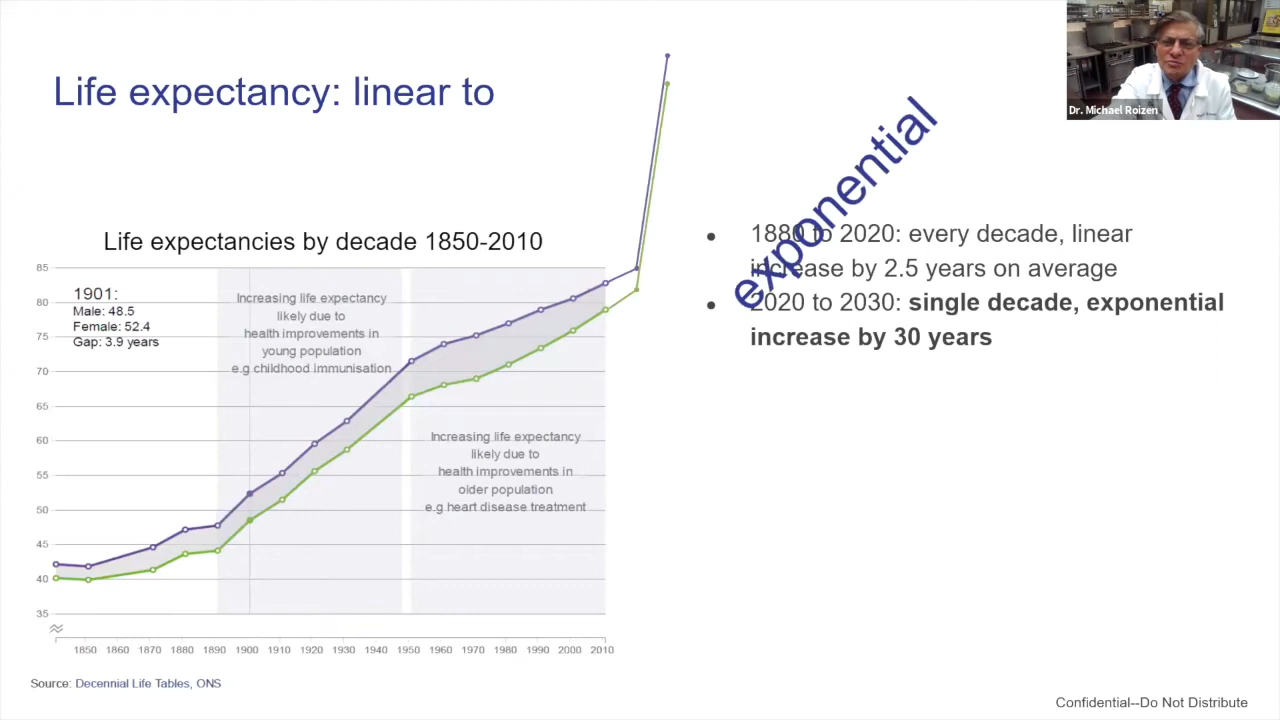 Life expectancy: linear to
exponential
Dr. Michael Roizen
Life expectancies by decade 1850-2010
85
80
75
70
65
60
55
50
45
40
35
1901:
Male: 48.5
Female: 52.4
Gap: 3.9 years
Increasing life expectancy
likely due to
health improvements in
young population
e.g childhood immunisation
Increasing life expectancy
likely due to
health improvements in
older population
e.g heart disease treatment
1850 1860 1870 1880 1890 1900 1910 1920 1930 1940 1950 1960 1970 1980 1990 2000 2010
Source: Decennial Life Tables, ONS
● 1880 to 2020: every decade, linear
increase by 2.5 years on average
● 2020 to 2030: single decade, exponential
increase by 30 years
Confidential--Do Not Distribute